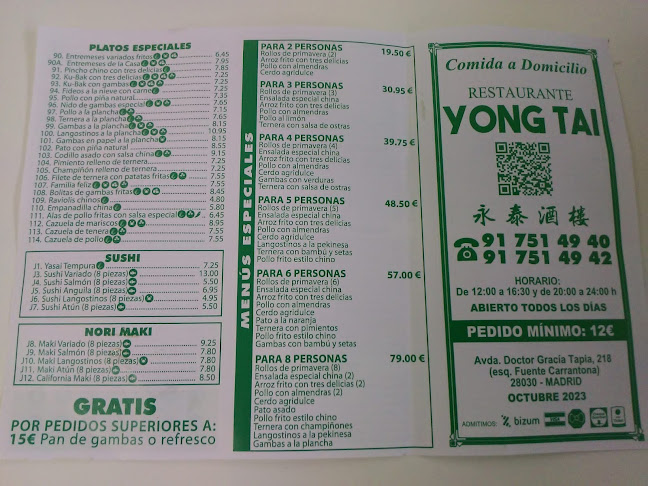 PLATOS ESPECIALES
90. Entremeses variados fritos 6.45
90A. Entremeses de la Casa 7.95
91. Pincho chino con tres delicias 7.85
92. Ku-Bak con tres delicias 7.25
93. Ku-Bak con gambas 7.35
94. Fideos a la nieve con carne 7.25
95. Pollo con piña natural 7.35
96. Nido de gambas especial 7.65
97. Pollo a la plancha 7.15
98. Ternera a la plancha 7.65
99. Gambas a la plancha 8.15
100. Langostinos a la plancha 10.95
101. Gambas en papel a la plancha
102. Pato con piña natural 8.55
103. Codillo asado con salsa china 9.15
104. Pimiento relleno de ternera 7.25
105. Champiñón relleno de ternera 7.25
106. Filete de ternera con patatas fritas 7.55
107. Familia feliz 7.55
108. Bolitas de gambas fritas 7.55
109. Raviolis chinos 4.80
110. Empanadilla china 5.80
111. Alas de pollo fritas con salsa especial 6.45
112. Cazuela de mariscos 8.95
113. Cazuela de tenera 7.55
114. Cazuela de pollo 7.55
SUSHI
J1. Yasai Tempura 7.25
J3. Sushi Variado (8 piezas) 13.00
J4. Sushi Salmón (8 piezas) 5.50
J5. Sushi Anguila (8 piezas) 6.95
J6. Sushi Langostinos (8 piezas) 4.95
J7. Sushi Atún (8 piezas) 5.50
NORI MAKI
J8. Maki Variado (8 piezas) 9.25
J9. Maki Salmón (8 piezas) 7.80
J10. Maki Langostinos (8 piezas) 7.80
J11. Maki Atún (8 piezas) 7.80
J12. California Maki (8 piezas) 8.50
GRATIS
POR PEDIDOS SUPERIORES A:
15€ Pan de gambas o refresco
MENÚS ESPECIALES
PARA 2 PERSONAS 19.50 €
Rollos de primavera (2)
Arroz frito con tres delicias
Pollo con almendras
Cerdo agridulce
PARA 3 PERSONAS 30.95 €
Rollos de primavera (3)
Ensalada especial china
Arroz frito con tres delicias
Pollo con almendras
Pollo al limón
Ternera con salsa de ostras
PARA 4 PERSONAS 39.75 €
Rollos de primavera (4)
Ensalada especial china
Arroz frito con tres delicias
Pollo con almendras
Cerdo agridulce
Gambas con verduras
Ternera con salsa de ostras
PARA 5 PERSONAS 48.50 €
Rollos de primavera (5)
Ensalada especial china
Arroz frito con tres delicias
Pollo con almendras
Cerdo agridulce
Langostinos a la pekinesa
Ternera con bambú y setas
Pollo frito estilo chino
PARA 6 PERSONAS 57.00 €
Rollos de primavera (6)
Ensalada especial china
Arroz frito con tres delicias
Cerdo agridulce
Pato a la naranja
Ternera con pimientos
Pollo frito estilo chino
Gambas con bambú y setas
PARA 8 PERSONAS 79.00 €
Rollos de primavera (8)
Ensalada especial china (2)
Arroz frito con tres delicias (2)
Pollo con almendras (2)
Cerdo agridulce
Pato asado
Pollo frito estilo chino
Ternera con champiñones
Langostinos a la pekinesa
Gambas a la plancha
Comida a Domicilio
RESTAURANTE
YONG TAI
永泰酒樓
91 751 49 40
91 751 49 42
HORARIO:
De 12:00 a 16:30 y de 20:00 a 24:00 h
ABIERTO TODOS LOS DÍAS
PEDIDO MÍNIMO: 12€
Avda. Doctor Gracía Tapia, 218
(esq. Fuente Carrantona)
28030 - MADRID
OCTUBRE 2023
ADMITIMOS: bizum